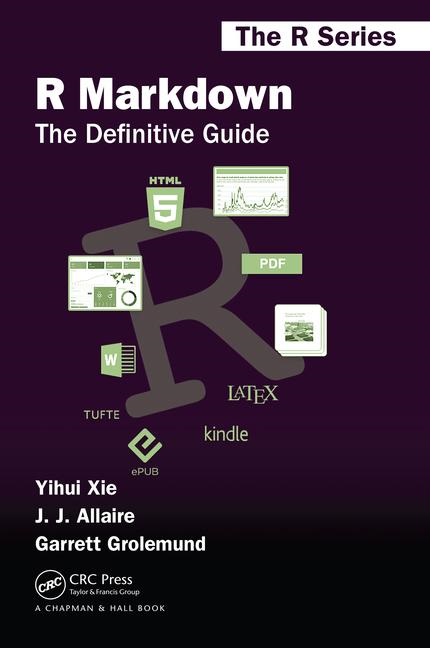 The R Series
R Markdown
The Definitive Guide
HTML
5
PDF
W
LATEX
TUFTE
kindle
ePUB
R
Yihui Xie
J. J. Allaire
Garrett Grolemund
CRC
CRC Press
Taylor & Francis Group
A CHAPMAN & HALL BOOK